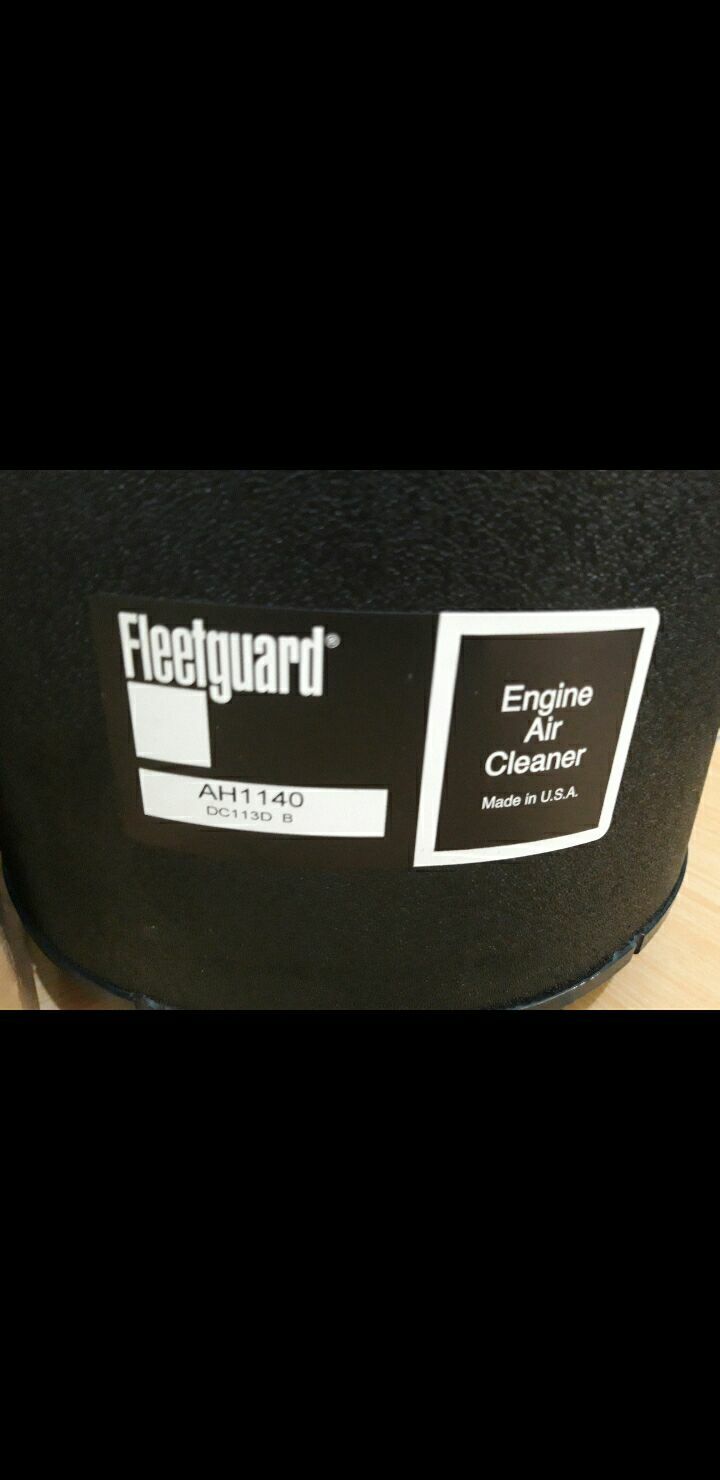 Fleetguard®
AH1140
DC113D B
Engine
Air
Cleaner
Made in U.S.A.